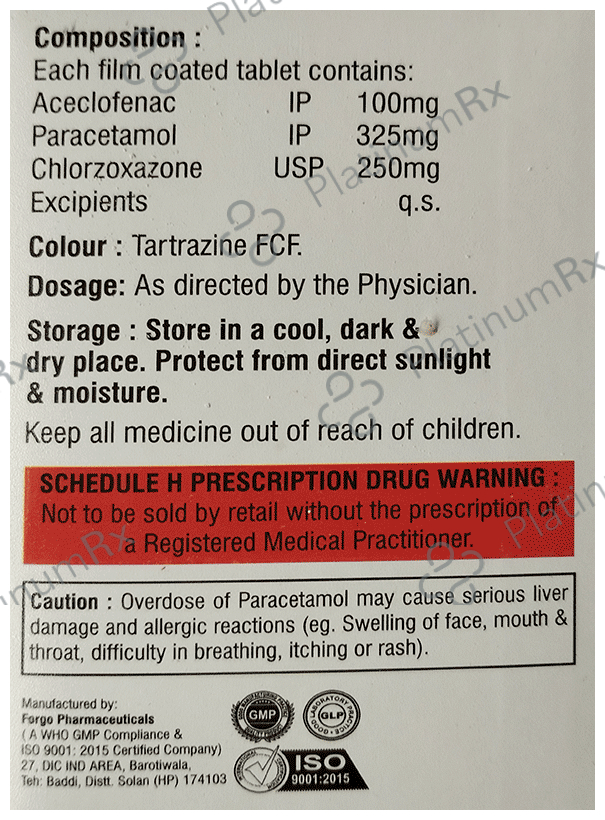 Composition :
Each film coated tablet contains:
Aceclofenac IP 100mg
Paracetamol IP 325mg
Chlorzoxazone USP 250mg
Excipients q.s.
Colour : Tartrazine FCF.
Dosage: As directed by the Physician.
Storage : Store in a cool, dark &
dry place. Protect from direct sunlight
& moisture.
Keep all medicine out of reach of children.
SCHEDULE H PRESCRIPTION DRUG WARNING :
Not to be sold by retail without the prescription of
a Registered Medical Practitioner.
Caution : Overdose of Paracetamol may cause serious liver
damage and allergic reactions (eg. Swelling of face, mouth &
throat, difficulty in breathing, itching or rash).
Manufactured by:
Forgo Pharmaceuticals
( A WHO GMP Compliance &
ISO 9001: 2015 Certified Company)
27, DIC IND AREA, Barotiwala,
Teh: Baddi, Distt. Solan (HP) 174103
GMP
GOOD LABORATORY PRACTICE
GLP
ISO
9001:2015
PlatinumRx
PlatinumRx
PlatinumRx
PlatinumRx